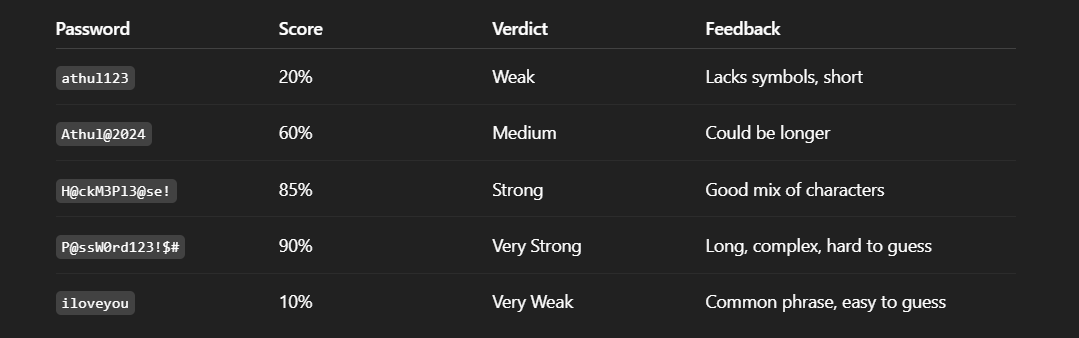 Password Score Verdict Feedback
athul123 20% Weak Lacks symbols, short
Athul@2024 60% Medium Could be longer
H@ckM3Pl3@se! 85% Strong Good mix of characters
P@ssW0rd123!$# 90% Very Strong Long, complex, hard to guess
iloveyou 10% Very Weak Common phrase, easy to guess